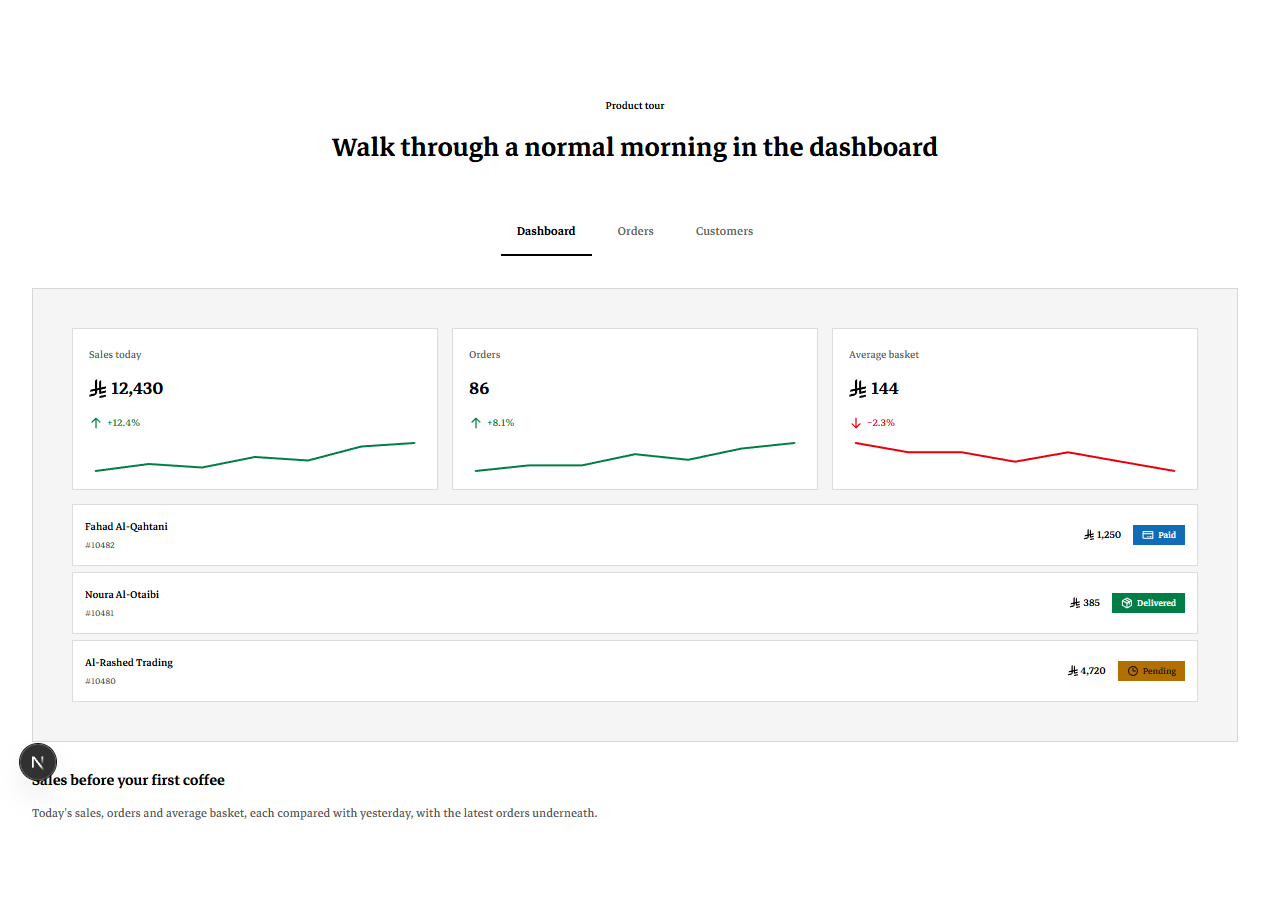 Product tour
Walk through a normal morning in the dashboard
Dashboard Orders Customers
Sales today
⃁ 12,430
+12.4%
Orders
86
+8.1%
Average basket
⃁ 144
−2.3%
Fahad Al-Qahtani
#10482
⃁ 1,250 Paid
Noura Al-Otaibi
#10481
⃁ 385 Delivered
Al-Rashed Trading
#10480
⃁ 4,720 Pending
N
Sales before your first coffee
Today's sales, orders and average basket, each compared with yesterday, with the latest orders underneath.